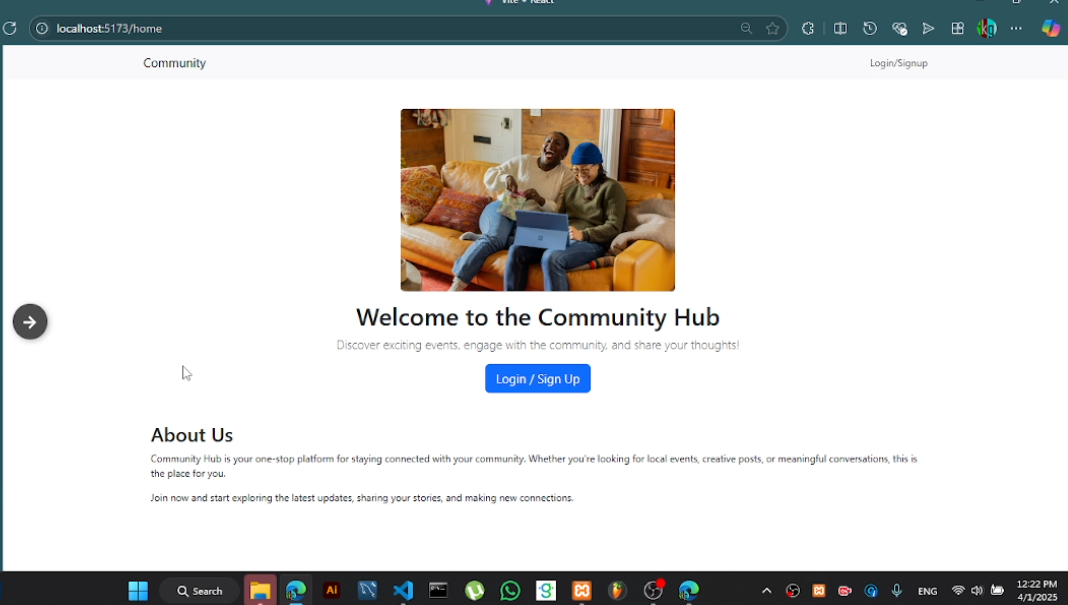 Vite + React
localhost:5173/home
Community
Login/Signup
Welcome to the Community Hub
Discover exciting events, engage with the community, and share your thoughts!
Login / Sign Up
About Us
Community Hub is your one-stop platform for staying connected with your community. Whether you're looking for local events, creative posts, or meaningful conversations, this is
the place for you.
Join now and start exploring the latest updates, sharing your stories, and making new connections.
Search
Ai
ENG
12:22 PM
4/1/2025